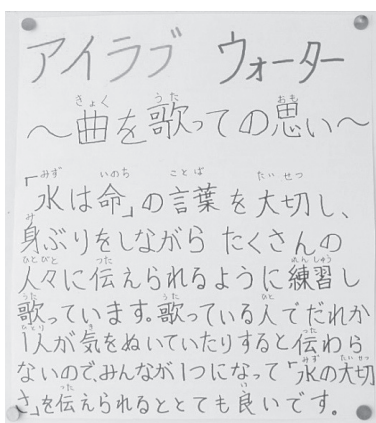 アイラブ ウォーター
～曲を歌っての思い～
「水は命」の言葉を大切し、
身ぶりをしながら たくさんの
人々に伝えられるように練習し
歌っています。歌っている人でだれか
1人が気をぬいていたりすると伝わら
ないので、みんなが1つになって「水の大切
さ」を伝えられるととても良いです。